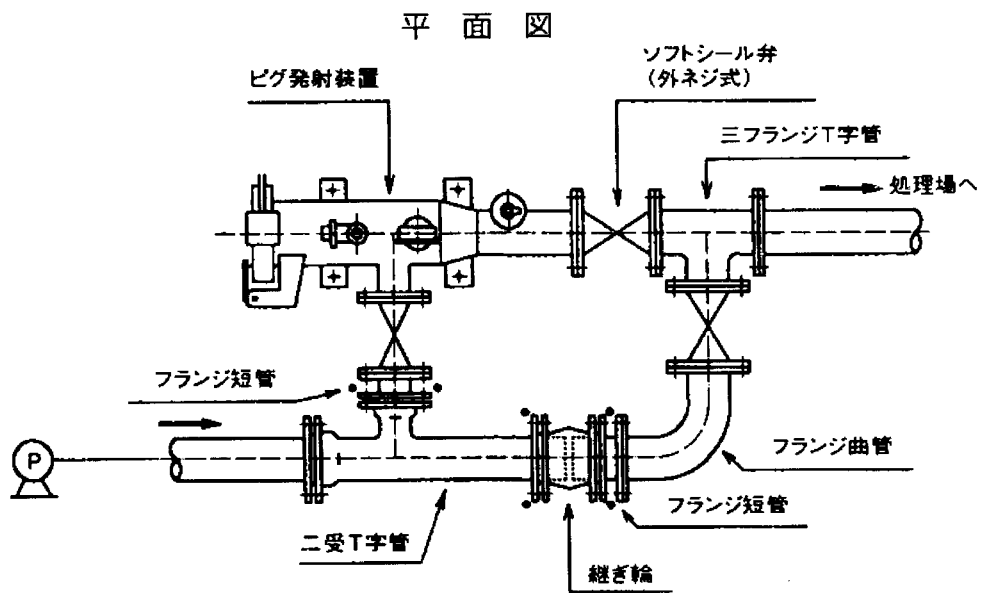 平面図
ピグ発射装置
ソフトシール弁
(外ネジ式)
三フランジT字管
処理場へ
フランジ短管
P
フランジ曲管
フランジ短管
二受T字管
継ぎ輪